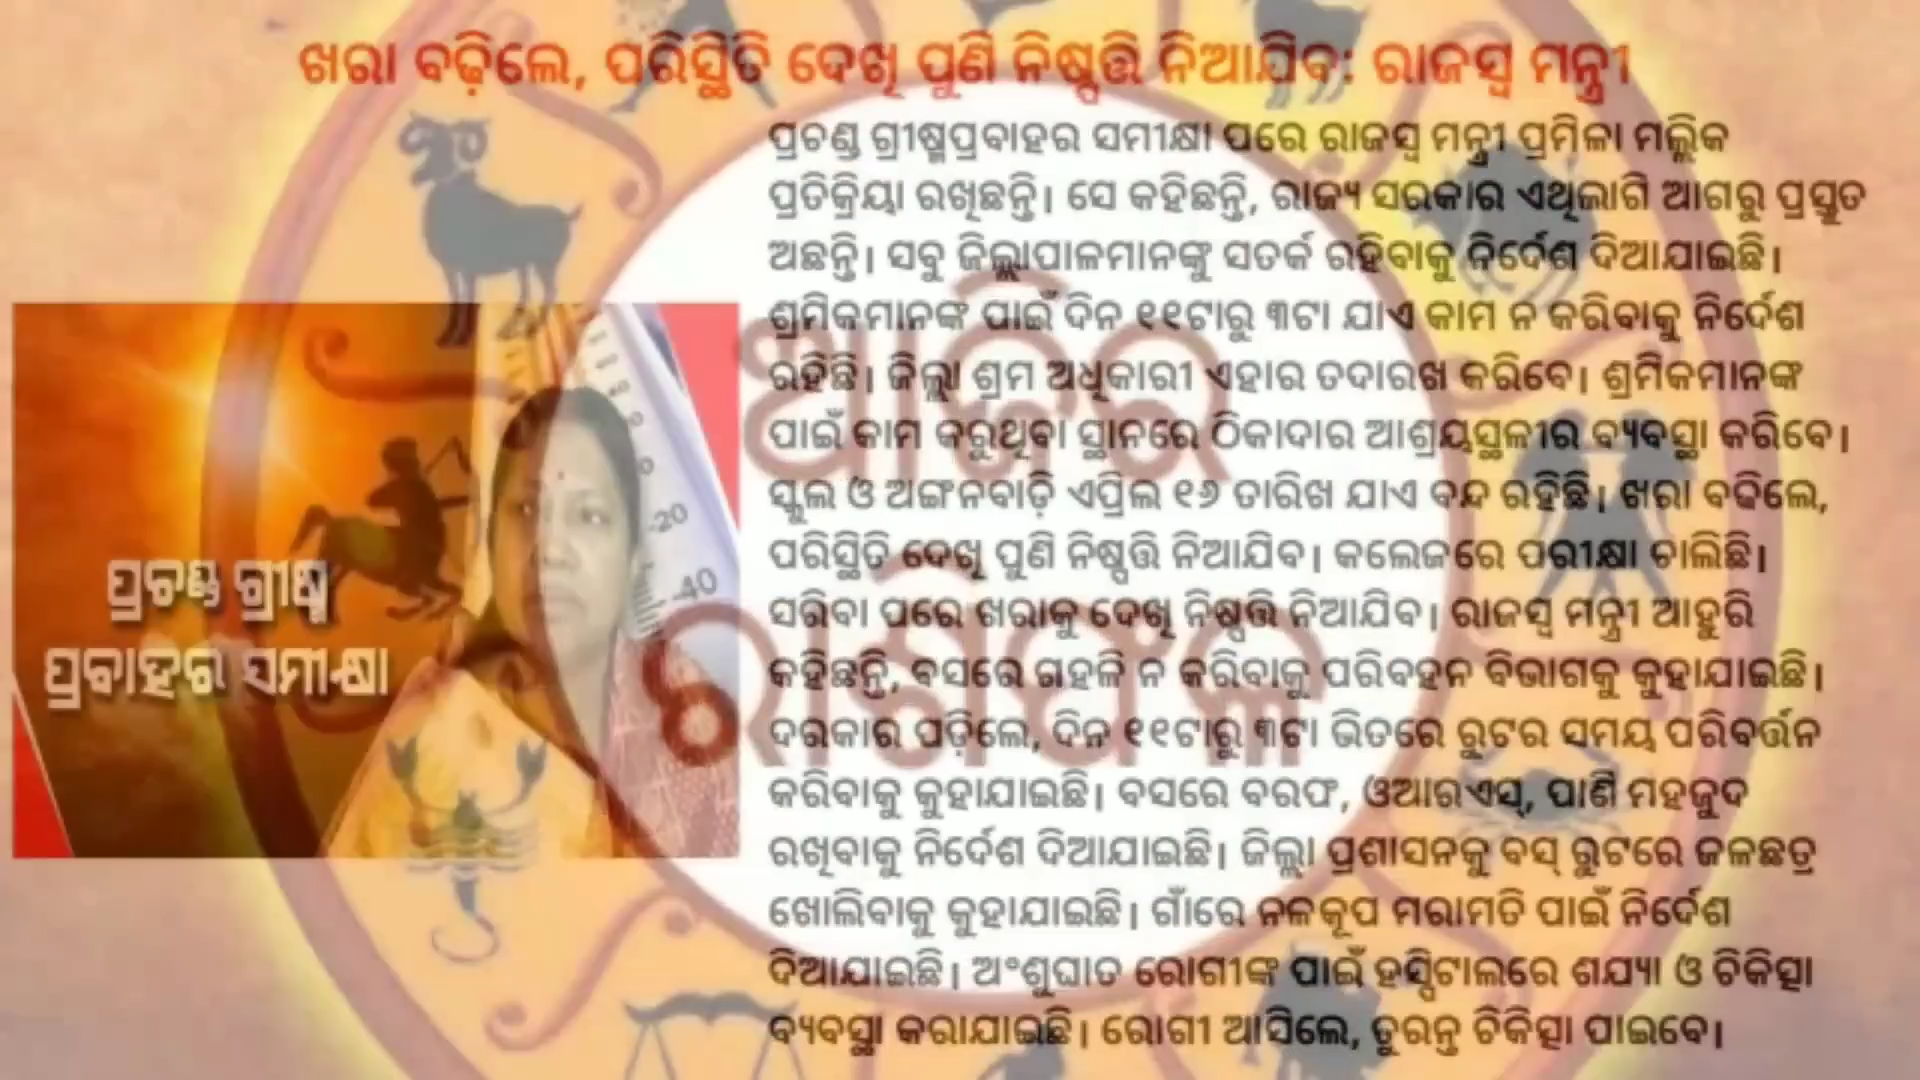 ଖରା ବଢ଼ିଲେ, ପରିସ୍ଥିତି ଦେଖି ପୁଣି ନିଷ୍ପତ୍ତି ନିଆଯିବ: ରାଜସ୍ୱ ମନ୍ତ୍ରୀ
ପ୍ରଚଣ୍ଡ ଗ୍ରୀଷ୍ମପ୍ରବାହର ସମୀକ୍ଷା ପରେ ରାଜସ୍ୱ ମନ୍ତ୍ରୀ ପ୍ରମିଳା ମଲ୍ଲିକ
ପ୍ରତିକ୍ରିୟା ରଖିଛନ୍ତି। ସେ କହିଛନ୍ତି, ରାଜ୍ୟ ସରକାର ଏଥିଲାଗି ଆଗରୁ ପ୍ରସ୍ତୁତ
ଅଛନ୍ତି। ସବୁ ଜିଲ୍ଲାପାଳମାନଙ୍କୁ ସତର୍କ ରହିବାକୁ ନିର୍ଦେଶ ଦିଆଯାଇଛି।
ଶ୍ରମିକମାନଙ୍କ ପାଇଁ ଦିନ ୧୧ଟାରୁ ୩ଟା ଯାଏ କାମ ନ କରିବାକୁ ନିର୍ଦେଶ
ରହିଛି। ଜିଲ୍ଲା ଶ୍ରମ ଅଧିକାରୀ ଏହାର ତଦାରଖ କରିବେ। ଶ୍ରମିକମାନଙ୍କ
ପାଇଁ କାମ କରୁଥିବା ସ୍ଥାନରେ ଠିକାଦାର ଆଶ୍ରୟସ୍ଥଳୀର ବ୍ୟବସ୍ଥା କରିବେ।
ସ୍କୁଲ ଓ ଅଙ୍ଗନବାଡ଼ି ଏପ୍ରିଲ ୧୬ ତାରିଖ ଯାଏ ବନ୍ଦ ରହିଛି। ଖରା ବଢିଲେ,
ପରିସ୍ଥିତି ଦେଖି ପୁଣି ନିଷ୍ପତ୍ତି ନିଆଯିବ। କଲେଜରେ ପରୀକ୍ଷା ଚାଲିଛି।
ସରିବା ପରେ ଖରାକୁ ଦେଖି ନିଷ୍ପତ୍ତି ନିଆଯିବ। ରାଜସ୍ୱ ମନ୍ତ୍ରୀ ଆହୁରି
କହିଛନ୍ତି, ବସରେ ଗହଳି ନ କରିବାକୁ ପରିବହନ ବିଭାଗକୁ କୁହାଯାଇଛି।
ଦରକାର ପଡ଼ିଲେ, ଦିନ ୧୧ଟାରୁ ୩ଟା ଭିତରେ ରୁଟର ସମୟ ପରିବର୍ତ୍ତନ
କରିବାକୁ କୁହାଯାଇଛି। ବସରେ ବରଫ, ଓଆରଏସ୍, ପାଣି ମହଜୁଦ
ରଖିବାକୁ ନିର୍ଦେଶ ଦିଆଯାଇଛି। ଜିଲ୍ଲା ପ୍ରଶାସନକୁ ବସ୍ ରୁଟରେ ଜଳଛତ୍ର
ଖୋଲିବାକୁ କୁହାଯାଇଛି। ଗାଁରେ ନଳକୂପ ମରାମତି ପାଇଁ ନିର୍ଦେଶ
ଦିଆଯାଇଛି। ଅଂଶୁଘାତ ରୋଗୀଙ୍କ ପାଇଁ ହସ୍ପିଟାଲରେ ଶଯ୍ୟା ଓ ଚିକିତ୍ସା
ବ୍ୟବସ୍ଥା କରାଯାଇଛି। ରୋଗୀ ଆସିଲେ, ତୁରନ୍ତ ଚିକିତ୍ସା ପାଇବେ।
ପ୍ରଚଣ୍ଡ ଗ୍ରୀଷ୍ମ
ପ୍ରବାହର ସମୀକ୍ଷା
ଆଜିର
ରାଶିଫଳ
-20
-40